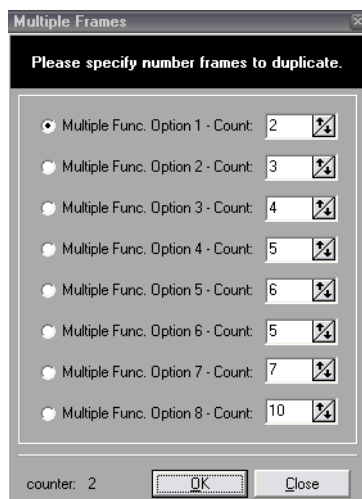 Multiple Frames
Please specify number frames to duplicate.
Multiple Func. Option 1 - Count: 2
Multiple Func. Option 2 - Count: 3
Multiple Func. Option 3 - Count: 4
Multiple Func. Option 4 - Count: 5
Multiple Func. Option 5 - Count: 6
Multiple Func. Option 6 - Count: 5
Multiple Func. Option 7 - Count: 7
Multiple Func. Option 8 - Count: 10
counter: 2 OK Close